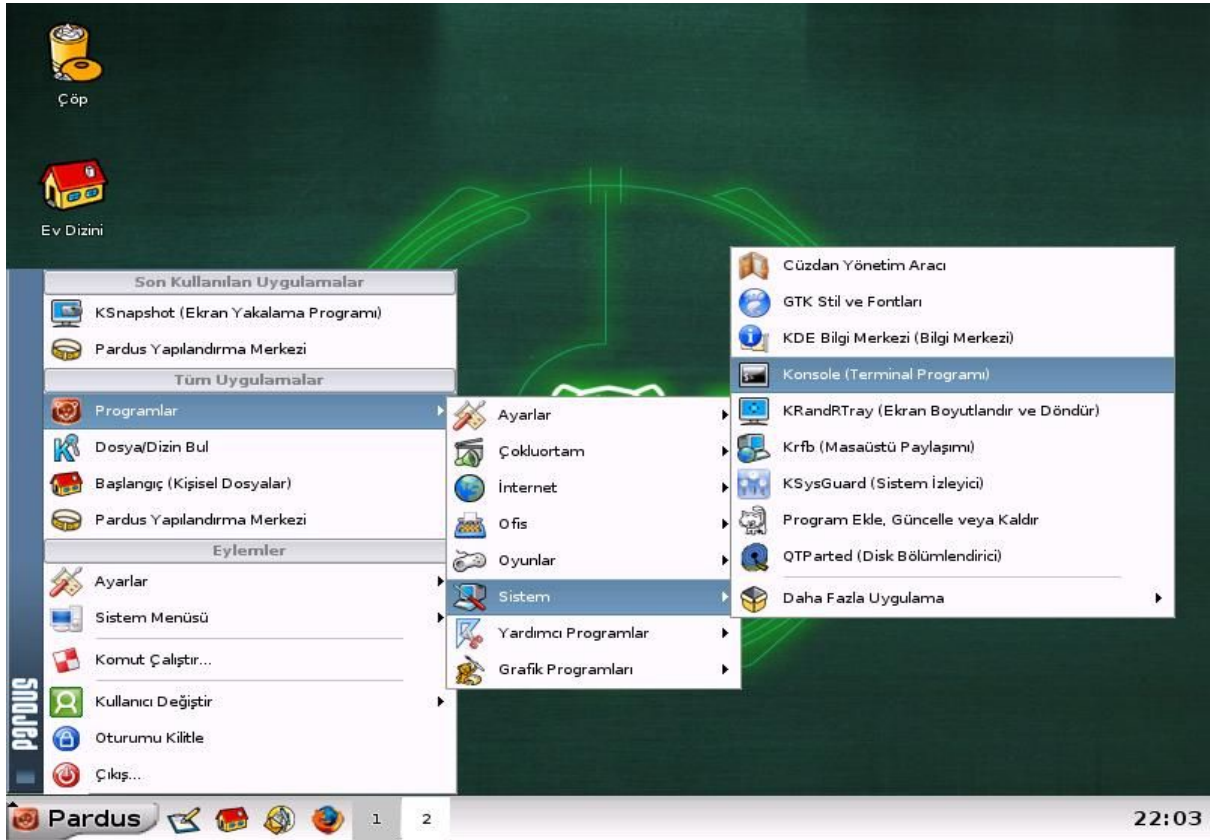 Çöp
Ev Dizini
Son Kullanılan Uygulamalar
KSnapshot (Ekran Yakalama Programı)
Pardus Yapılandırma Merkezi
Tüm Uygulamalar
Programlar
Dosya/Dizin Bul
Başlangıç (Kişisel Dosyalar)
Pardus Yapılandırma Merkezi
Eylemler
Ayarlar
Sistem Menüsü
Komut Çalıştır...
Kullanıcı Değiştir
Oturumu Kilitle
Çıkış...
pardus
Ayarlar
Çokluortam
İnternet
Ofis
Oyunlar
Sistem
Yardımcı Programlar
Grafik Programları
Cüzdan Yönetim Aracı
GTK Stil ve Fontları
KDE Bilgi Merkezi (Bilgi Merkezi)
Konsole (Terminal Programı)
KRandRTray (Ekran Boyutlandır ve Döndür)
Krfb (Masaüstü Paylaşımı)
KSysGuard (Sistem İzleyici)
Program Ekle, Güncelle veya Kaldır
QTParted (Disk Bölümlendirici)
Daha Fazla Uygulama
Pardus
1
2
22:03